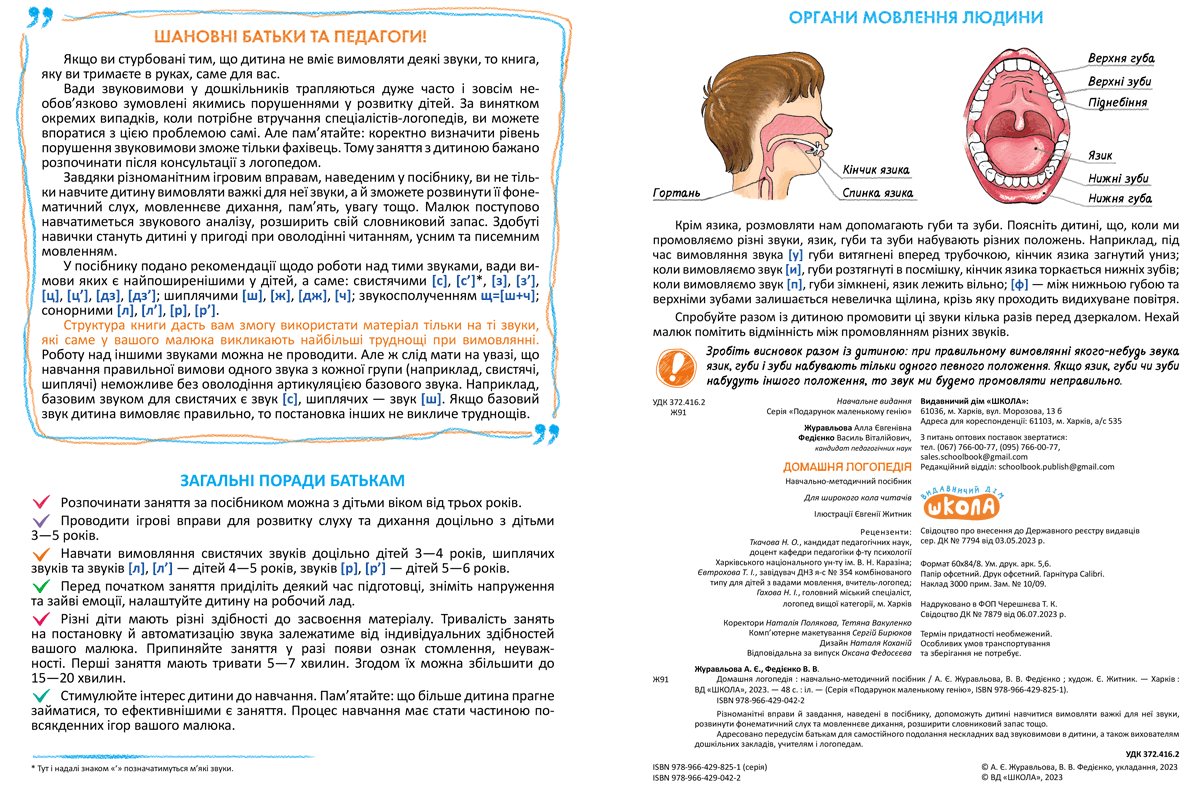 ШАНОВНІ БАТЬКИ ТА ПЕДАГОГИ!
Якщо ви стурбовані тим, що дитина не вміє вимовляти деякі звуки, то книга,
яку ви тримаєте в руках, саме для вас.
Вади звуковимови у дошкільників трапляються дуже часто і зовсім не-
обов’язково зумовлені якимись порушеннями у розвитку дітей. За винятком
окремих випадків, коли потрібне втручання спеціалістів-логопедів, ви можете
впоратися з цією проблемою самі. Але пам’ятайте: коректно визначити рівень
порушення звуковимови зможе тільки фахівець. Тому заняття з дитиною бажано
розпочинати після консультації з логопедом.
Завдяки різноманітним ігровим вправам, наведеним у посібнику, ви не тіль-
ки навчите дитину вимовляти важкі для неї звуки, а й зможете розвинути її фоне-
матичний слух, мовленнєве дихання, пам’ять, увагу тощо. Малюк поступово
навчатиметься звукового аналізу, розширить свій словниковий запас. Здобуті
навички стануть дитині у пригоді при оволодінні читанням, усним та писемним
мовленням.
У посібнику подано рекомендації щодо роботи над тими звуками, вади ви-
мови яких є найпоширенішими у дітей, а саме: свистячими [с], [с’]*, [з], [з’],
[ц], [ц’], [дз], [дз’]; шиплячими [ш], [ж], [дж], [ч]; звукосполученням щ=[ш+ч];
сонорними [л], [л’], [р], [р’].
Структура книги дасть вам змогу використати матеріал тільки на ті звуки,
які саме у вашого малюка викликають найбільші труднощі при вимовлянні.
Роботу над іншими звуками можна не проводити. Але ж слід мати на увазі, що
навчання правильної вимови одного звука з кожної групи (наприклад, свистячі,
шиплячі) неможливе без оволодіння артикуляцією базового звука. Наприклад,
базовим звуком для свистячих є звук [с], шиплячих — звук [ш]. Якщо базовий
звук дитина вимовляє правильно, то постановка інших не викличе труднощів.
ЗАГАЛЬНІ ПОРАДИ БАТЬКАМ
Розпочинати заняття за посібником можна з дітьми віком від трьох років.
Проводити ігрові вправи для розвитку слуху та дихання доцільно з дітьми
3—5 років.
Навчати вимовляння свистячих звуків доцільно дітей 3—4 років, шиплячих
звуків та звуків [л], [л’] — дітей 4—5 років, звуків [р], [р’] — дітей 5—6 років.
Перед початком заняття приділіть деякий час підготовці, зніміть напруження
та зайві емоції, налаштуйте дитину на робочий лад.
Різні діти мають різні здібності до засвоєння матеріалу. Тривалість занять
на постановку й автоматизацію звука залежатиме від індивідуальних здібностей
вашого малюка. Припиняйте заняття у разі появи ознак стомлення, неуваж-
ності. Перші заняття мають тривати 5—7 хвилин. Згодом їх можна збільшити до
15—20 хвилин.
Стимулюйте інтерес дитини до навчання. Пам’ятайте: що більше дитина прагне
займатися, то ефективнішими є заняття. Процес навчання має стати частиною по-
всякденних ігор вашого малюка.
* Тут і надалі знаком «’» позначатимуться м’які звуки.
ОРГАНИ МОВЛЕННЯ ЛЮДИНИ
Гортань
Кінчик язика
Спинка язика
Верхня губа
Верхні зуби
Піднебіння
Язик
Нижні зуби
Нижня губа
Крім язика, розмовляти нам допомагають губи та зуби. Поясніть дитині, що, коли ми
промовляємо різні звуки, язик, губи та зуби набувають різних положень. Наприклад, під
час вимовляння звука [у] губи витягнені вперед трубочкою, кінчик язика загнутий униз;
коли вимовляємо звук [и], губи розтягнуті в посмішку, кінчик язика торкається нижніх зубів;
коли вимовляємо звук [п], губи зімкнені, язик лежить вільно; [ф] — між нижньою губою та
верхніми зубами залишається невеличка щілина, крізь яку проходить видихуване повітря.
Спробуйте разом із дитиною промовити ці звуки кілька разів перед дзеркалом. Нехай
малюк помітить відмінність між промовлянням різних звуків.
Зробіть висновок разом із дитиною: при правильному вимовлянні якого-небудь звука
язик, губи і зуби набувають тільки одного певного положення. Якщо язик, губи чи зуби
набудуть іншого положення, то звук ми будемо промовляти неправильно.
УДК 372.416.2
Ж91
Навчальне видання
Серія «Подарунок маленькому генію»
Журавльова Алла Євгенівна
Федієнко Василь Віталійович,
кандидат педагогічних наук
ДОМАШНЯ ЛОГОПЕДІЯ
Навчально-методичний посібник
Для широкого кола читачів
Ілюстрації Євгенії Житник
Рецензенти:
Ткачова Н. О., кандидат педагогічних наук,
доцент кафедри педагогіки ф-ту психології
Харківського національного ун-ту ім. В. Н. Каразіна;
Євтрохова Т. І., завідувач ДНЗ я-с № 354 комбінованого
типу для дітей з вадами мовлення, вчитель-логопед;
Гахова Н. І., головний міський спеціаліст,
логопед вищої категорії, м. Харків
Коректори Наталія Полякова, Тетяна Вакуленко
Комп’ютерне макетування Сергій Бирюков
Дизайн Наталя Коханій
Відповідальна за випуск Оксана Федосєєва
Видавничий дім «ШКОЛА»:
61036, м. Харків, вул. Морозова, 13 б
Адреса для кореспонденції: 61103, м. Харків, а/с 535
З питань оптових поставок звертатися:
тел. (067) 766-00-77, (095) 766-00-77,
sales.schoolbook@gmail.com
Редакційний відділ: schoolbook.publish@gmail.com
ВИДАВНИЧИЙ ДІМ
ШКОЛА
Свідоцтво про внесення до Державного реєстру видавців
сер. ДК № 7794 від 03.05.2023 р.
Формат 60х84/8. Ум. друк. арк. 5,6.
Папір офсетний. Друк офсетний. Гарнітура Calibri.
Наклад 3000 прим. Зам. № 10/09.
Надруковано в ФОП Черешнєва Т. К.
Свідоцтво ДК № 7879 від 06.07.2023 р.
Термін придатності необмежений.
Особливих умов транспортування
та зберігання не потребує.
Журавльова А. Є., Федієнко В. В.
Ж91 Домашня логопедія : навчально-методичний посібник / А. Є. Журавльова, В. В. Федієнко ; худож. Є. Житник. — Харків :
ВД «ШКОЛА», 2023. — 48 с. : іл. — (Серія «Подарунок маленькому генію», ISBN 978-966-429-825-1).
ISBN 978-966-429-042-2
Різноманітні вправи й завдання, наведені в посібнику, допоможуть дитині навчитися вимовляти важкі для неї звуки,
розвинути фонематичний слух та мовленнєве дихання, розширити словниковий запас тощо.
Адресовано передусім батькам для самостійного подолання нескладних вад звуковимови в дитини, а також вихователям
дошкільних закладів, учителям і логопедам.
УДК 372.416.2
ISBN 978-966-429-825-1 (серія)
ISBN 978-966-429-042-2
© А. Є. Журавльова, В. В. Федієнко, укладання, 2023
© ВД «ШКОЛА», 2023